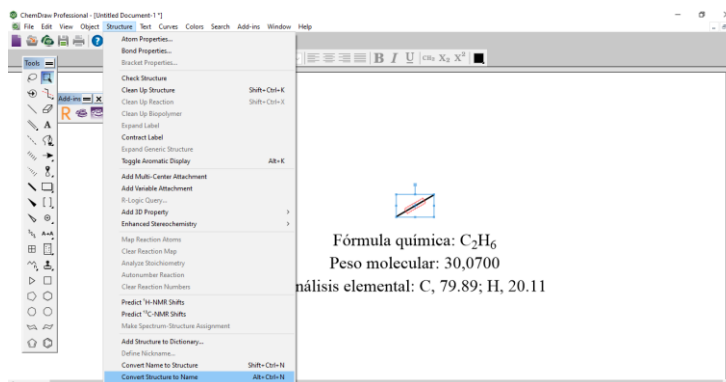 ChemDraw Professional - [Untitled Document-1 *]
File Edit View Object Structure Text Curves Colors Search Add-ins Window Help
Atom Properties...
Bond Properties...
Bracket Properties...
Check Structure
Clean Up Structure Shift+Ctrl+K
Clean Up Reaction Shift+Ctrl+X
Clean Up Biopolymer
Expand Label
Contract Label
Expand Generic Structure
Toggle Aromatic Display Alt+K
Add Multi-Center Attachment
Add Variable Attachment
R-Logic Query...
Add 3D Property
Enhanced Stereochemistry
Map Reaction Atoms
Clear Reaction Map
Analyze Stoichiometry
Autonumber Reaction
Clear Reaction Numbers
Predict ¹H-NMR Shifts
Predict ¹³C-NMR Shifts
Make Spectrum-Structure Assignment
Add Structure to Dictionary...
Define Nickname...
Convert Name to Structure Shift+Ctrl+N
Convert Structure to Name Alt+Ctrl+N
Tools
Add-ins
B I U CH₂ X₂ X²
Fórmula química: C₂H₆
Peso molecular: 30,0700
nálisis elemental: C, 79.89; H, 20.11